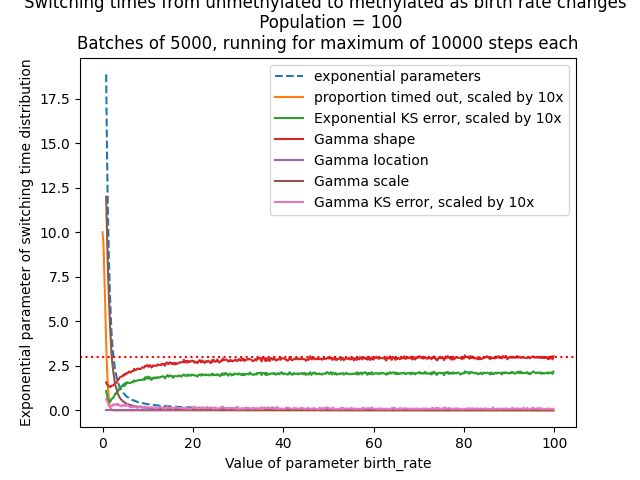 Switching times from unmethylated to methylated as birth rate changes
Population = 100
Batches of 5000, running for maximum of 10000 steps each
exponential parameters
proportion timed out, scaled by 10x
Exponential KS error, scaled by 10x
Gamma shape
Gamma location
Gamma scale
Gamma KS error, scaled by 10x
Exponential parameter of switching time distribution
17.5
15.0
12.5
10.0
7.5
5.0
2.5
0.0
0
20
40
60
80
100
Value of parameter birth_rate